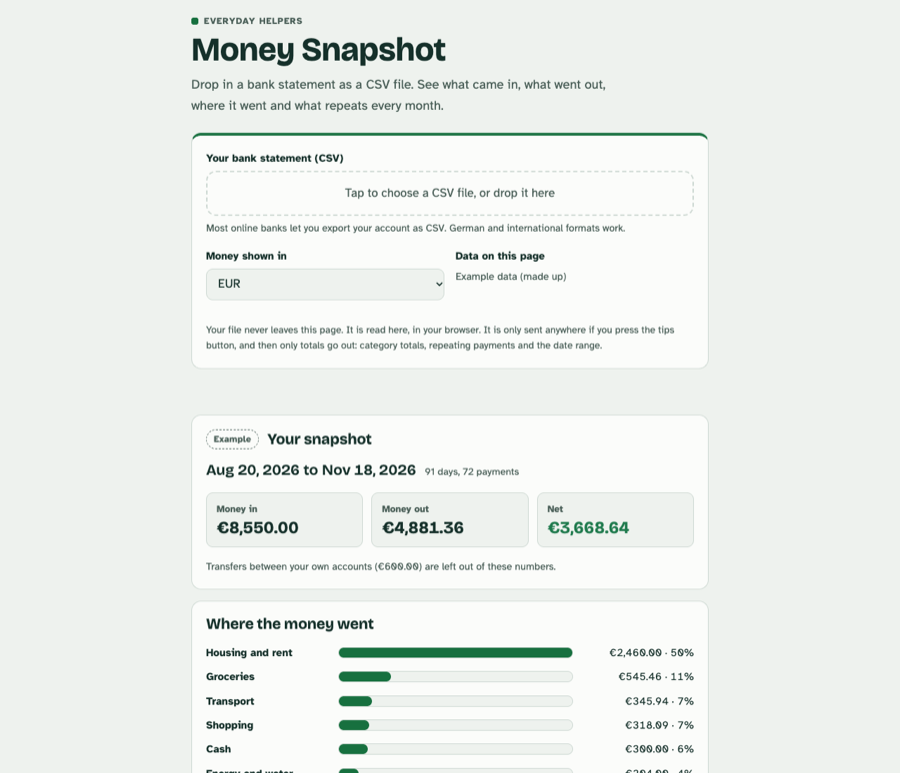 EVERYDAY HELPERS
Money Snapshot
Drop in a bank statement as a CSV file. See what came in, what went out,
where it went and what repeats every month.
Your bank statement (CSV)
Tap to choose a CSV file, or drop it here
Most online banks let you export your account as CSV. German and international formats work.
Money shown in
Data on this page
EUR
Example data (made up)
Your file never leaves this page. It is read here, in your browser. It is only sent anywhere if you press the tips
button, and then only totals go out: category totals, repeating payments and the date range.
Example
Your snapshot
Aug 20, 2026 to Nov 18, 2026 91 days, 72 payments
Money in
€8,550.00
Money out
€4,881.36
Net
€3,668.64
Transfers between your own accounts (€600.00) are left out of these numbers.
Where the money went
Housing and rent €2,460.00 · 50%
Groceries €545.46 · 11%
Transport €345.94 · 7%
Shopping €318.09 · 7%
Cash €300.00 · 6%